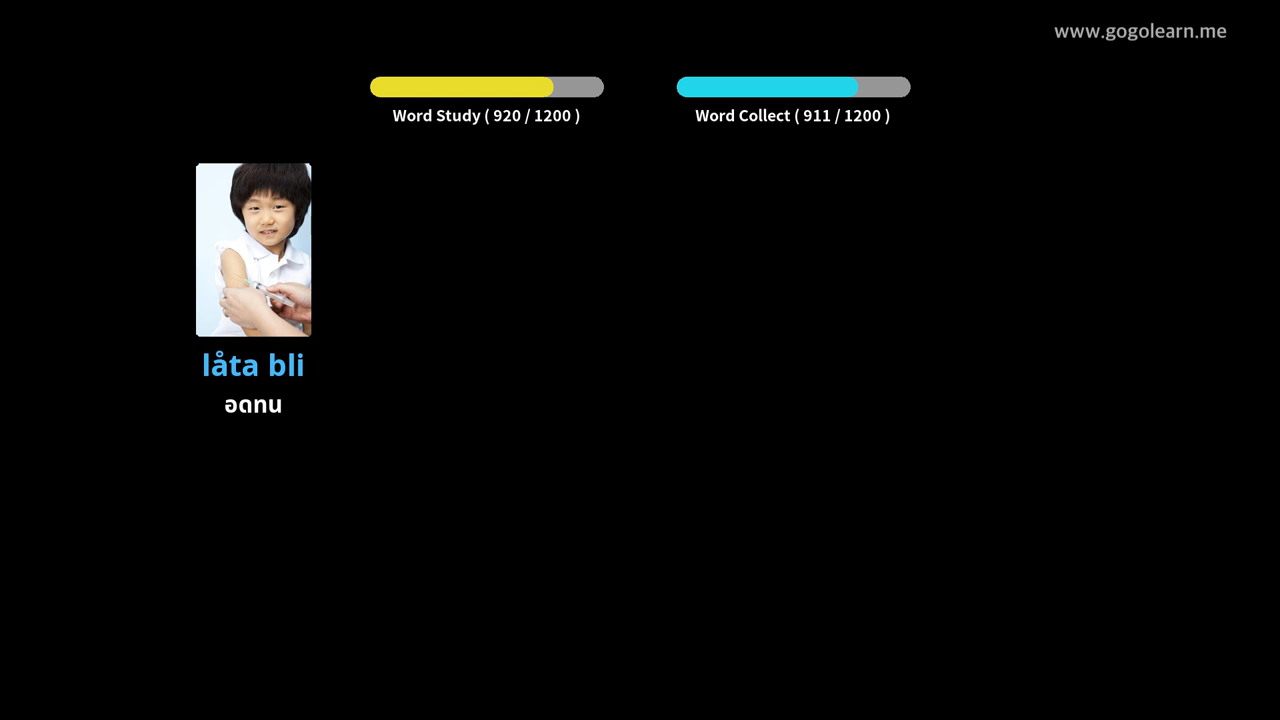 www.gogolearn.me
Word Study ( 920 / 1200 )
Word Collect ( 911 / 1200 )
låta bli
อดทน